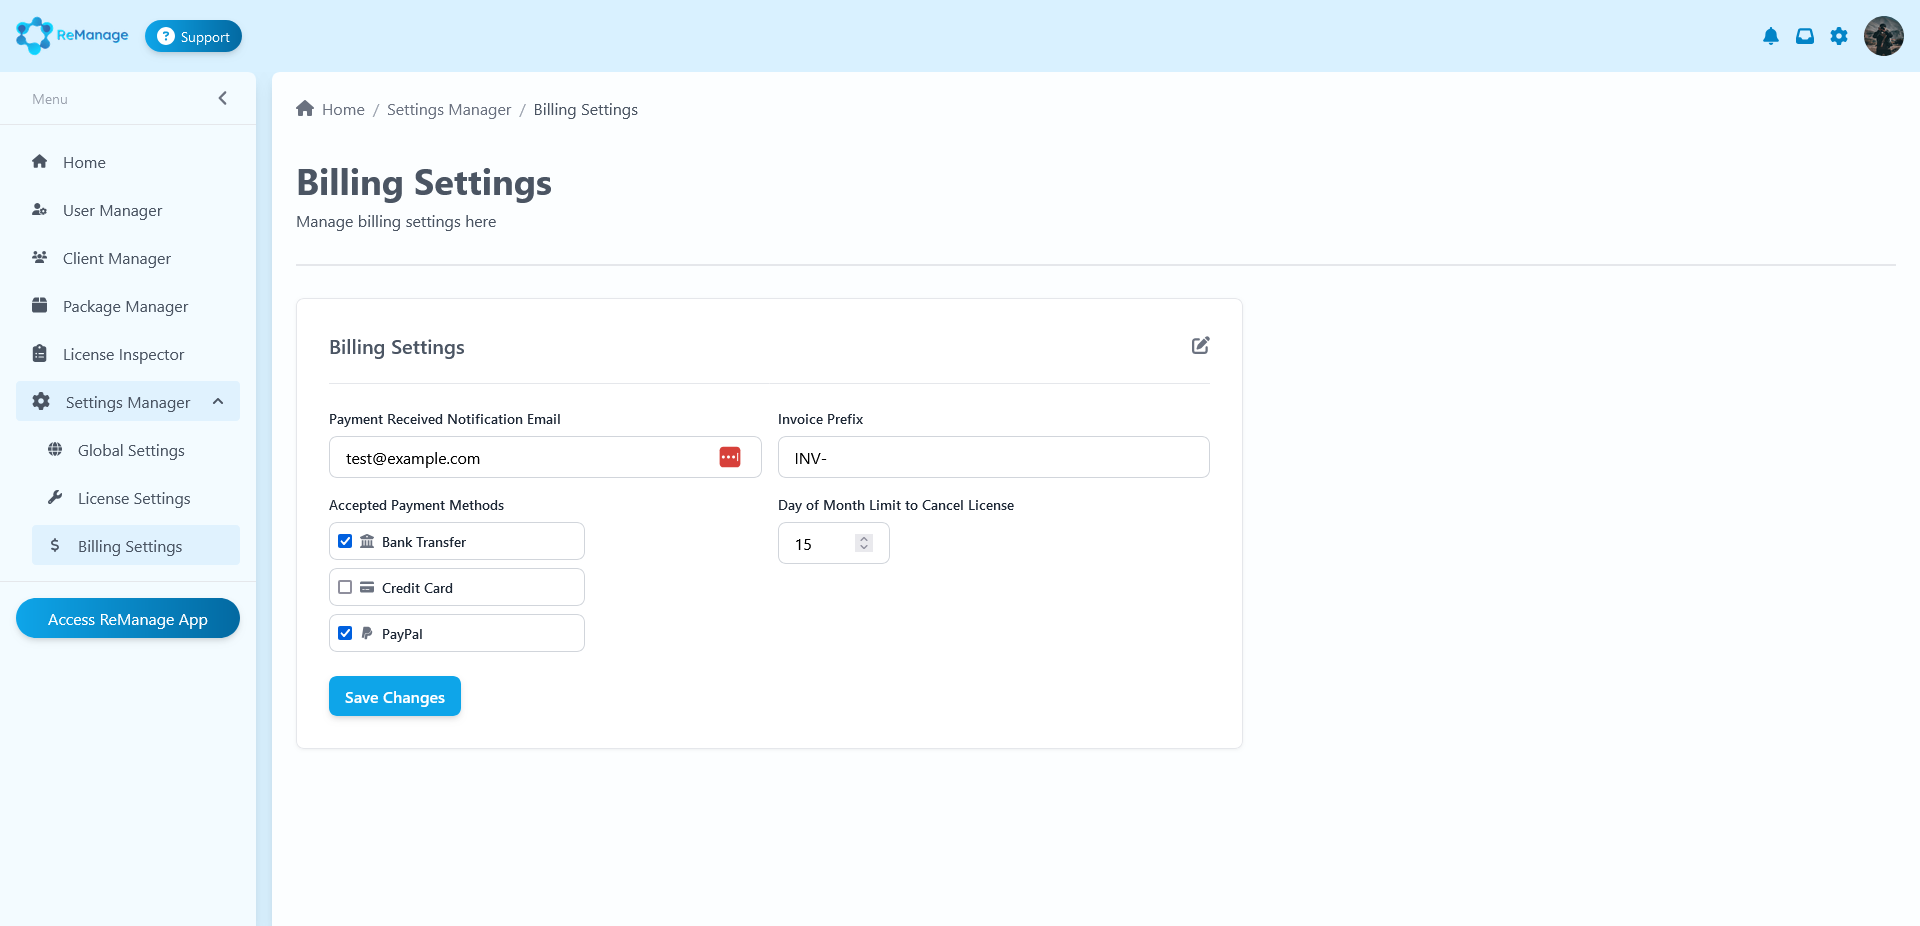 ReManage
Support
Menu
Home
User Manager
Client Manager
Package Manager
License Inspector
Settings Manager
Global Settings
License Settings
Billing Settings
Access ReManage App
Home / Settings Manager / Billing Settings
Billing Settings
Manage billing settings here
Billing Settings
Payment Received Notification Email
test@example.com
Invoice Prefix
INV-
Accepted Payment Methods
Bank Transfer
Credit Card
PayPal
Day of Month Limit to Cancel License
15
Save Changes